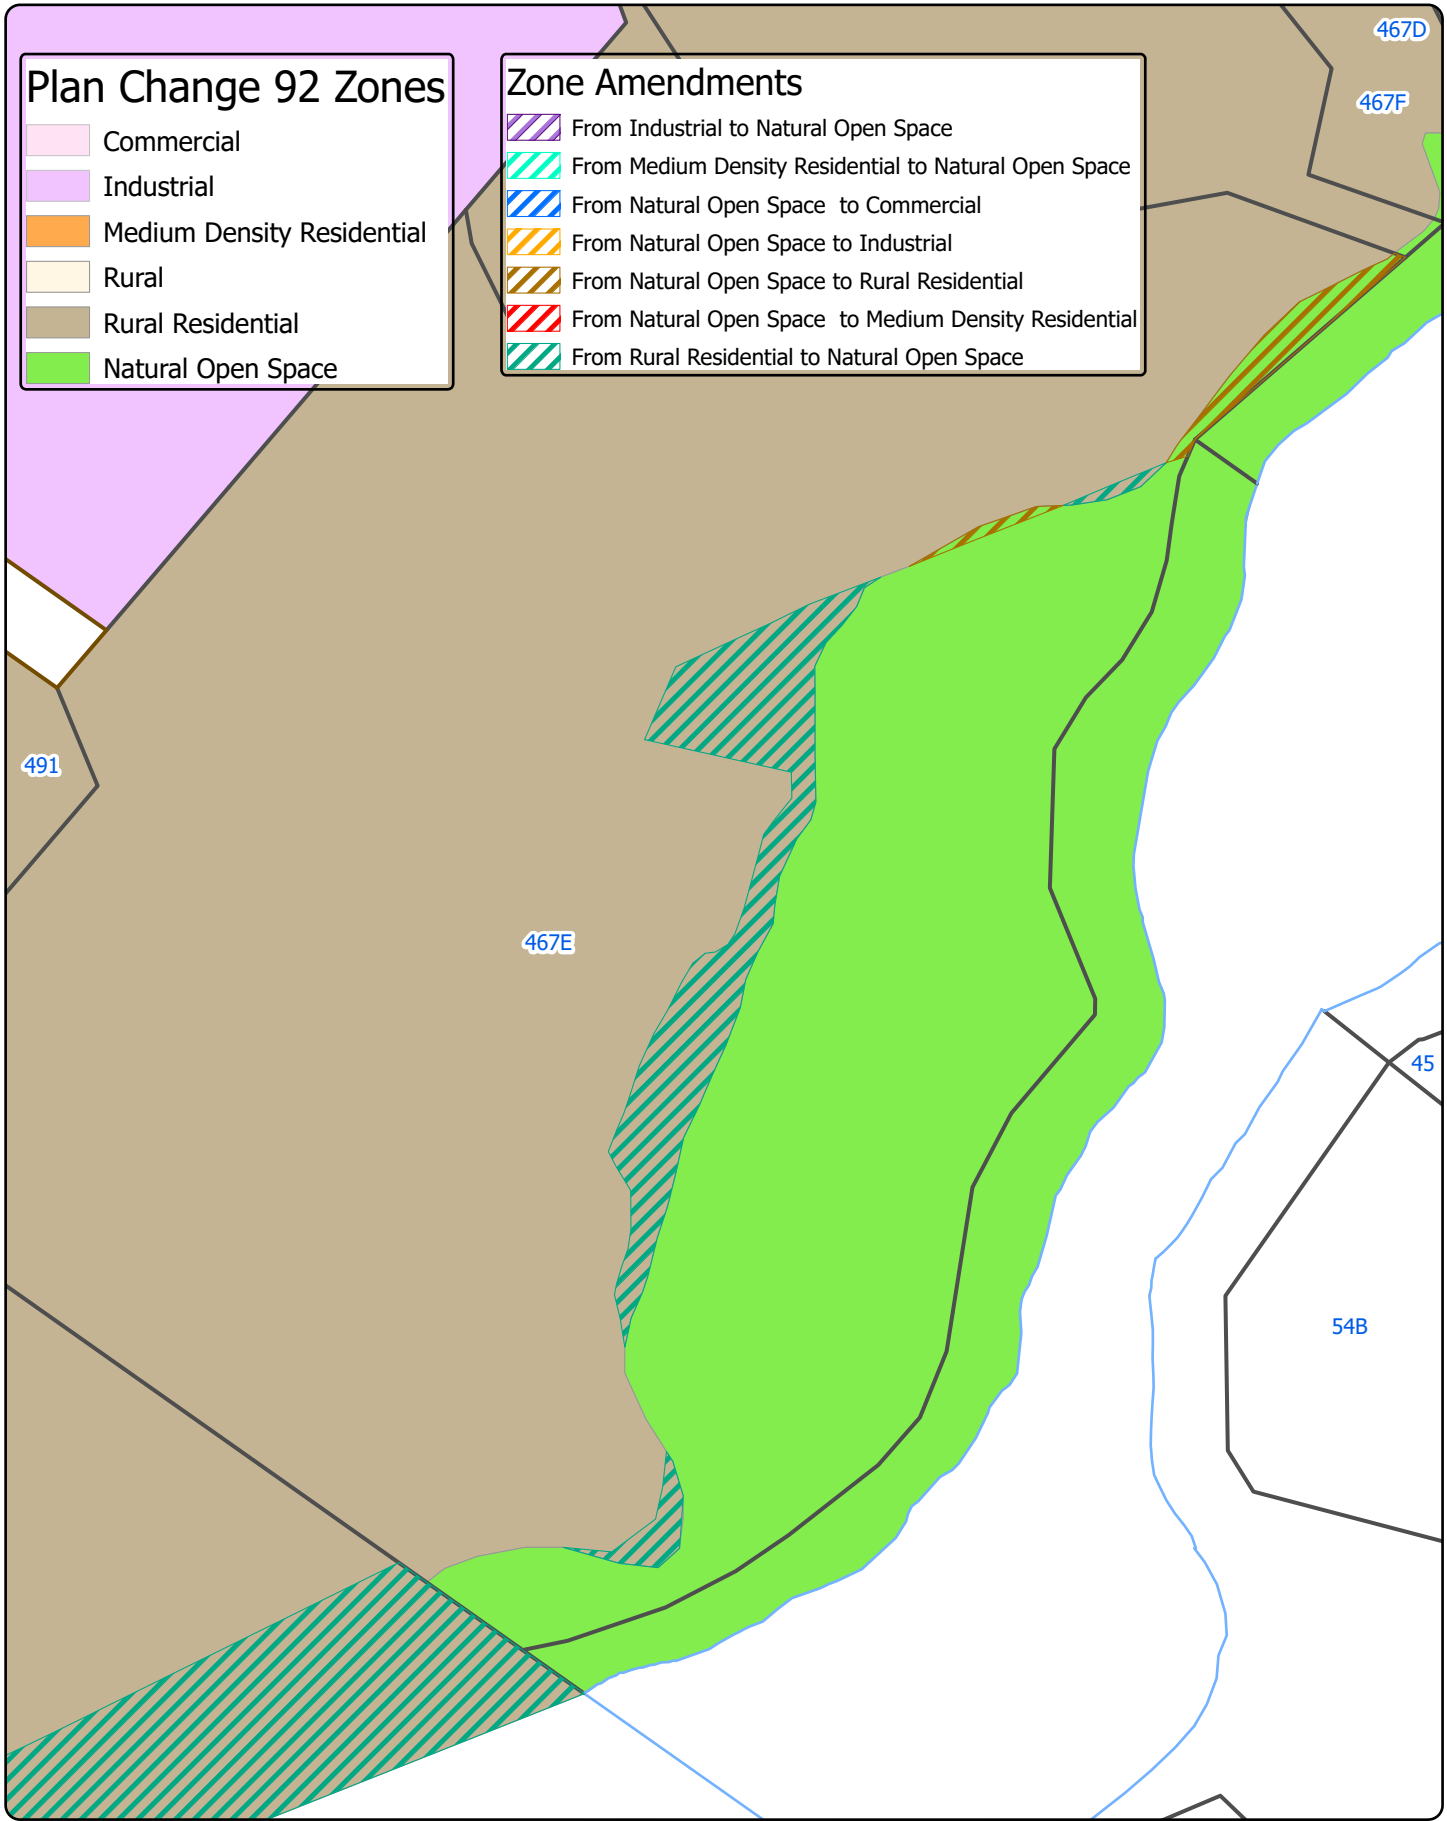 467D
467F
Plan Change 92 Zones
Commercial
Industrial
Medium Density Residential
Rural
Rural Residential
Natural Open Space
Zone Amendments
From Industrial to Natural Open Space
From Medium Density Residential to Natural Open Space
From Natural Open Space  to Commercial
From Natural Open Space to Industrial
From Natural Open Space to Rural Residential
From Natural Open Space  to Medium Density Residential
From Rural Residential to Natural Open Space
491
467E
45
54B